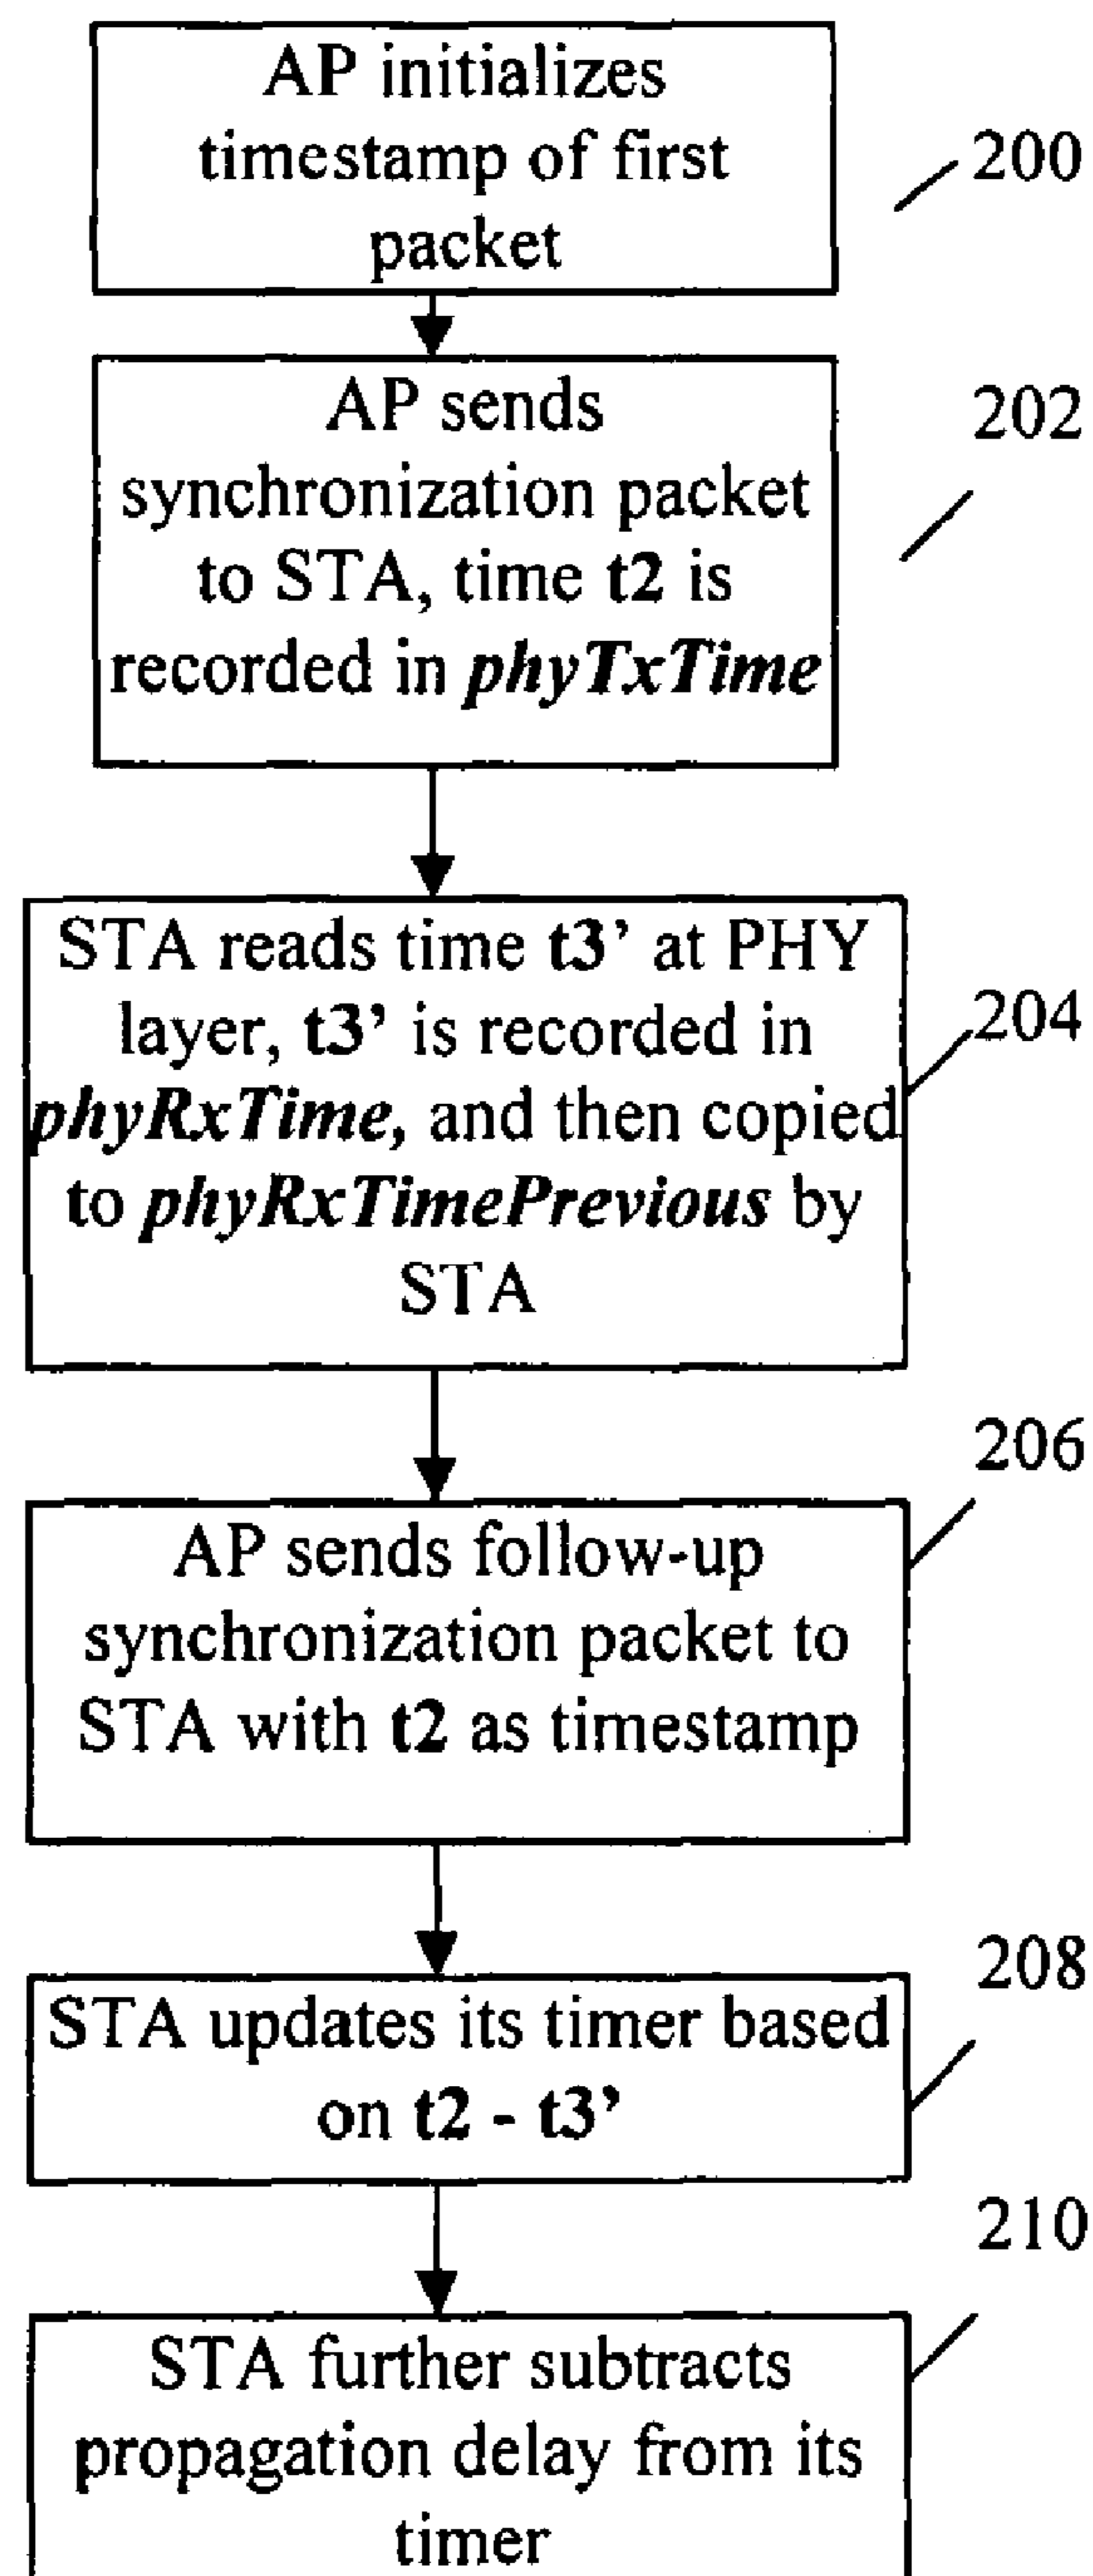 AP initializes
timestamp of first
packet
200
AP sends
synchronization packet
to STA, time t2 is
recorded in phyTxTime
202
STA reads time t3’ at PHY
layer, t3’ is recorded in
phyRxTime, and then copied
to phyRxTimePrevious by
STA
204
AP sends follow-up
synchronization packet to
STA with t2 as timestamp
206
STA updates its timer based
on t2 - t3’
208
STA further subtracts
propagation delay from its
timer
210